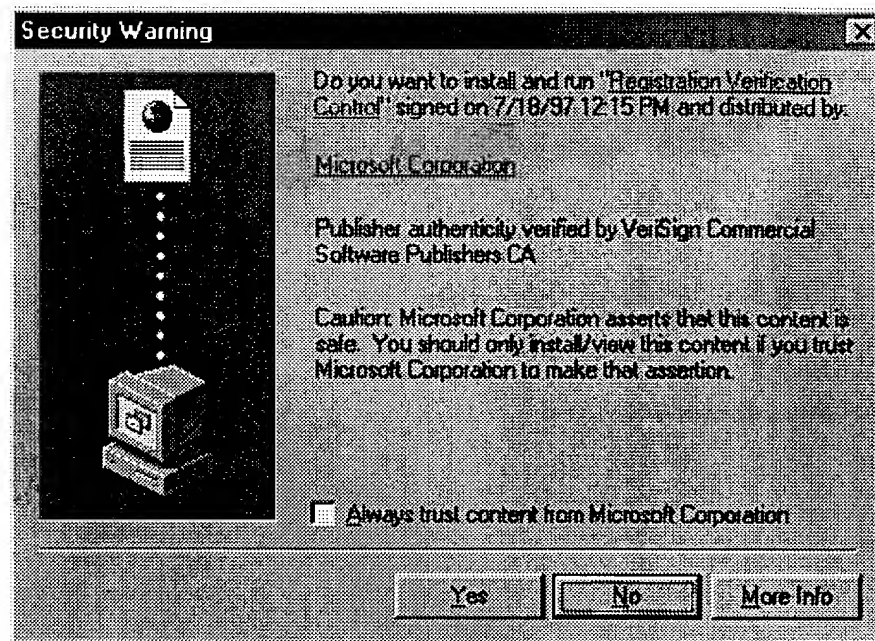 Security Warning
Do you want to install and run "Registration Verification
Control" signed on 7/18/97 12:15 PM and distributed by:
Microsoft Corporation
Publisher authenticity verified by VeriSign Commercial
Software Publishers CA
Caution: Microsoft Corporation asserts that this content is
safe. You should only install/view this content if you trust
Microsoft Corporation to make that assertion.
Always trust content from Microsoft Corporation
Yes No More Info